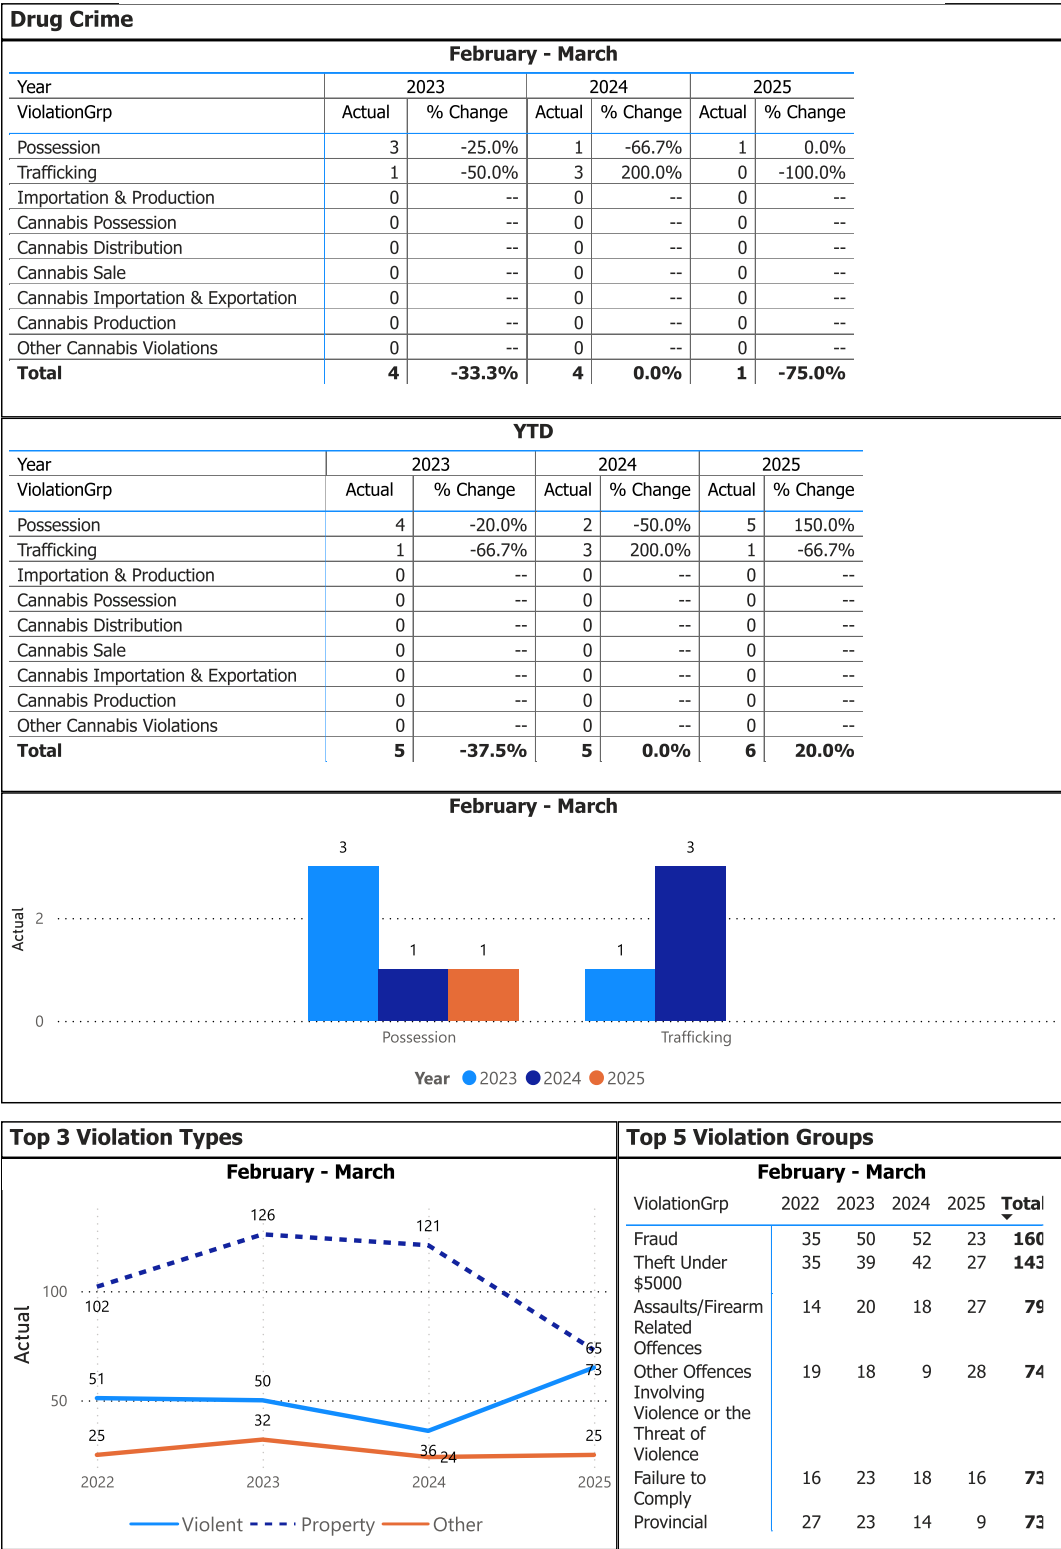 Drug Crime
February - March
Year 2023 2024 2025
ViolationGrp Actual % Change Actual % Change Actual % Change
Possession 3 -25.0% 1 -66.7% 1 0.0%
Trafficking 1 -50.0% 3 200.0% 0 -100.0%
Importation & Production 0 -- 0 -- 0 --
Cannabis Possession 0 -- 0 -- 0 --
Cannabis Distribution 0 -- 0 -- 0 --
Cannabis Sale 0 -- 0 -- 0 --
Cannabis Importation & Exportation 0 -- 0 -- 0 --
Cannabis Production 0 -- 0 -- 0 --
Other Cannabis Violations 0 -- 0 -- 0 --
Total 4 -33.3% 4 0.0% 1 -75.0%
YTD
Year 2023 2024 2025
ViolationGrp Actual % Change Actual % Change Actual % Change
Possession 4 -20.0% 2 -50.0% 5 150.0%
Trafficking 1 -66.7% 3 200.0% 1 -66.7%
Importation & Production 0 -- 0 -- 0 --
Cannabis Possession 0 -- 0 -- 0 --
Cannabis Distribution 0 -- 0 -- 0 --
Cannabis Sale 0 -- 0 -- 0 --
Cannabis Importation & Exportation 0 -- 0 -- 0 --
Cannabis Production 0 -- 0 -- 0 --
Other Cannabis Violations 0 -- 0 -- 0 --
Total 5 -37.5% 5 0.0% 6 20.0%
February - March
3 3
Actual
2
1 1 1
0
Possession Trafficking
Year 2023 2024 2025
Top 3 Violation Types
February - March
126
121
100
102
Actual
65
73
51 50
50
32
25 25
36 24
2022 2023 2024 2025
Violent Property Other
Top 5 Violation Groups
February - March
ViolationGrp 2022 2023 2024 2025 Total
Fraud 35 50 52 23 160
Theft Under 35 39 42 27 143
$5000
Assaults/Firearm 14 20 18 27 79
Related
Offences
Other Offences 19 18 9 28 74
Involving
Violence or the
Threat of
Violence
Failure to 16 23 18 16 73
Comply
Provincial 27 23 14 9 73